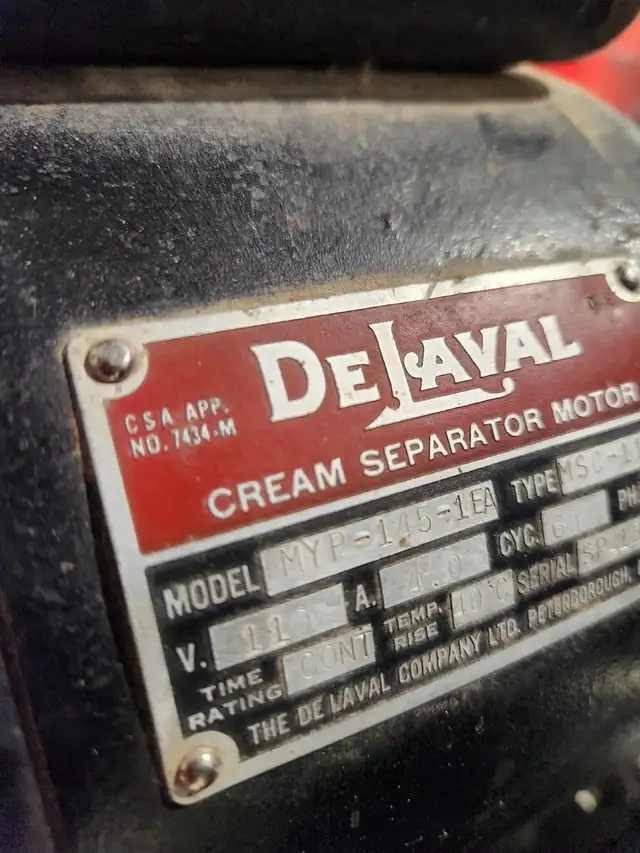 DELAVAL
CSA APP.
NO. 7434-M
CREAM SEPARATOR MOTOR
MODEL MYP-145-1EA TYPE
V. 110 A. CYC.
TIME RATING CONT TEMP. RISE 40°C SERIAL
THE DE LAVAL COMPANY LTD. PETERBOROUGH,